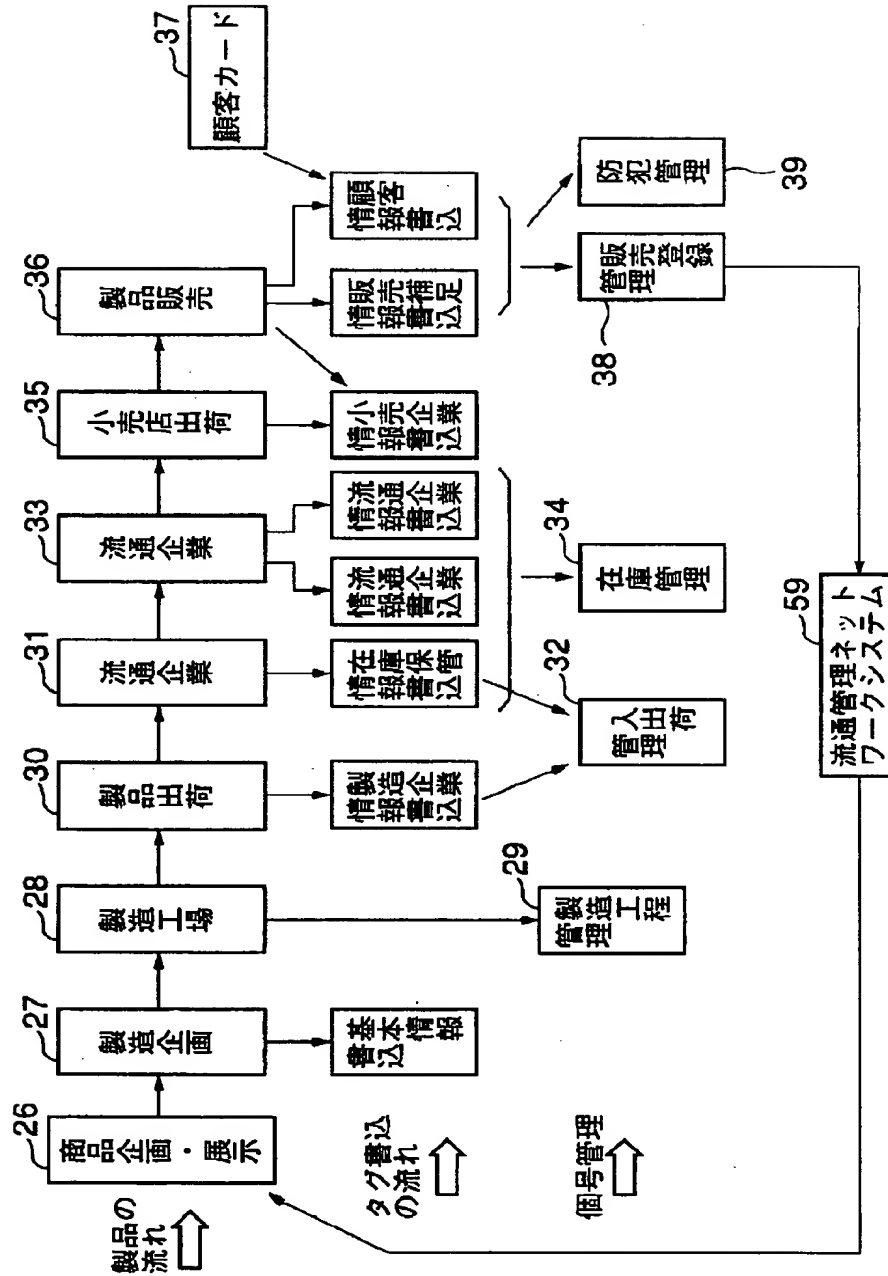 製品の
流れ
26
商品企画・展示
27
製造企画
28
製造工場
30
製品出荷
31
流通企業
33
流通企業
35
小売店出荷
36
製品販売
37
顧客カード
タグ書込
の流れ
基本情報
書込
製造企業
情報書込
在庫保管
情報書込
流通企業
情報書込
流通企業
情報書込
小売企業
情報書込
販売補足
情報書込
顧客
情報書込
個号管理
29
製造工程
管理
32
入出荷
管理
34
在庫管理
38
販売登録
管理
39
防犯管理
59
流通管理ネット
ワークシステム